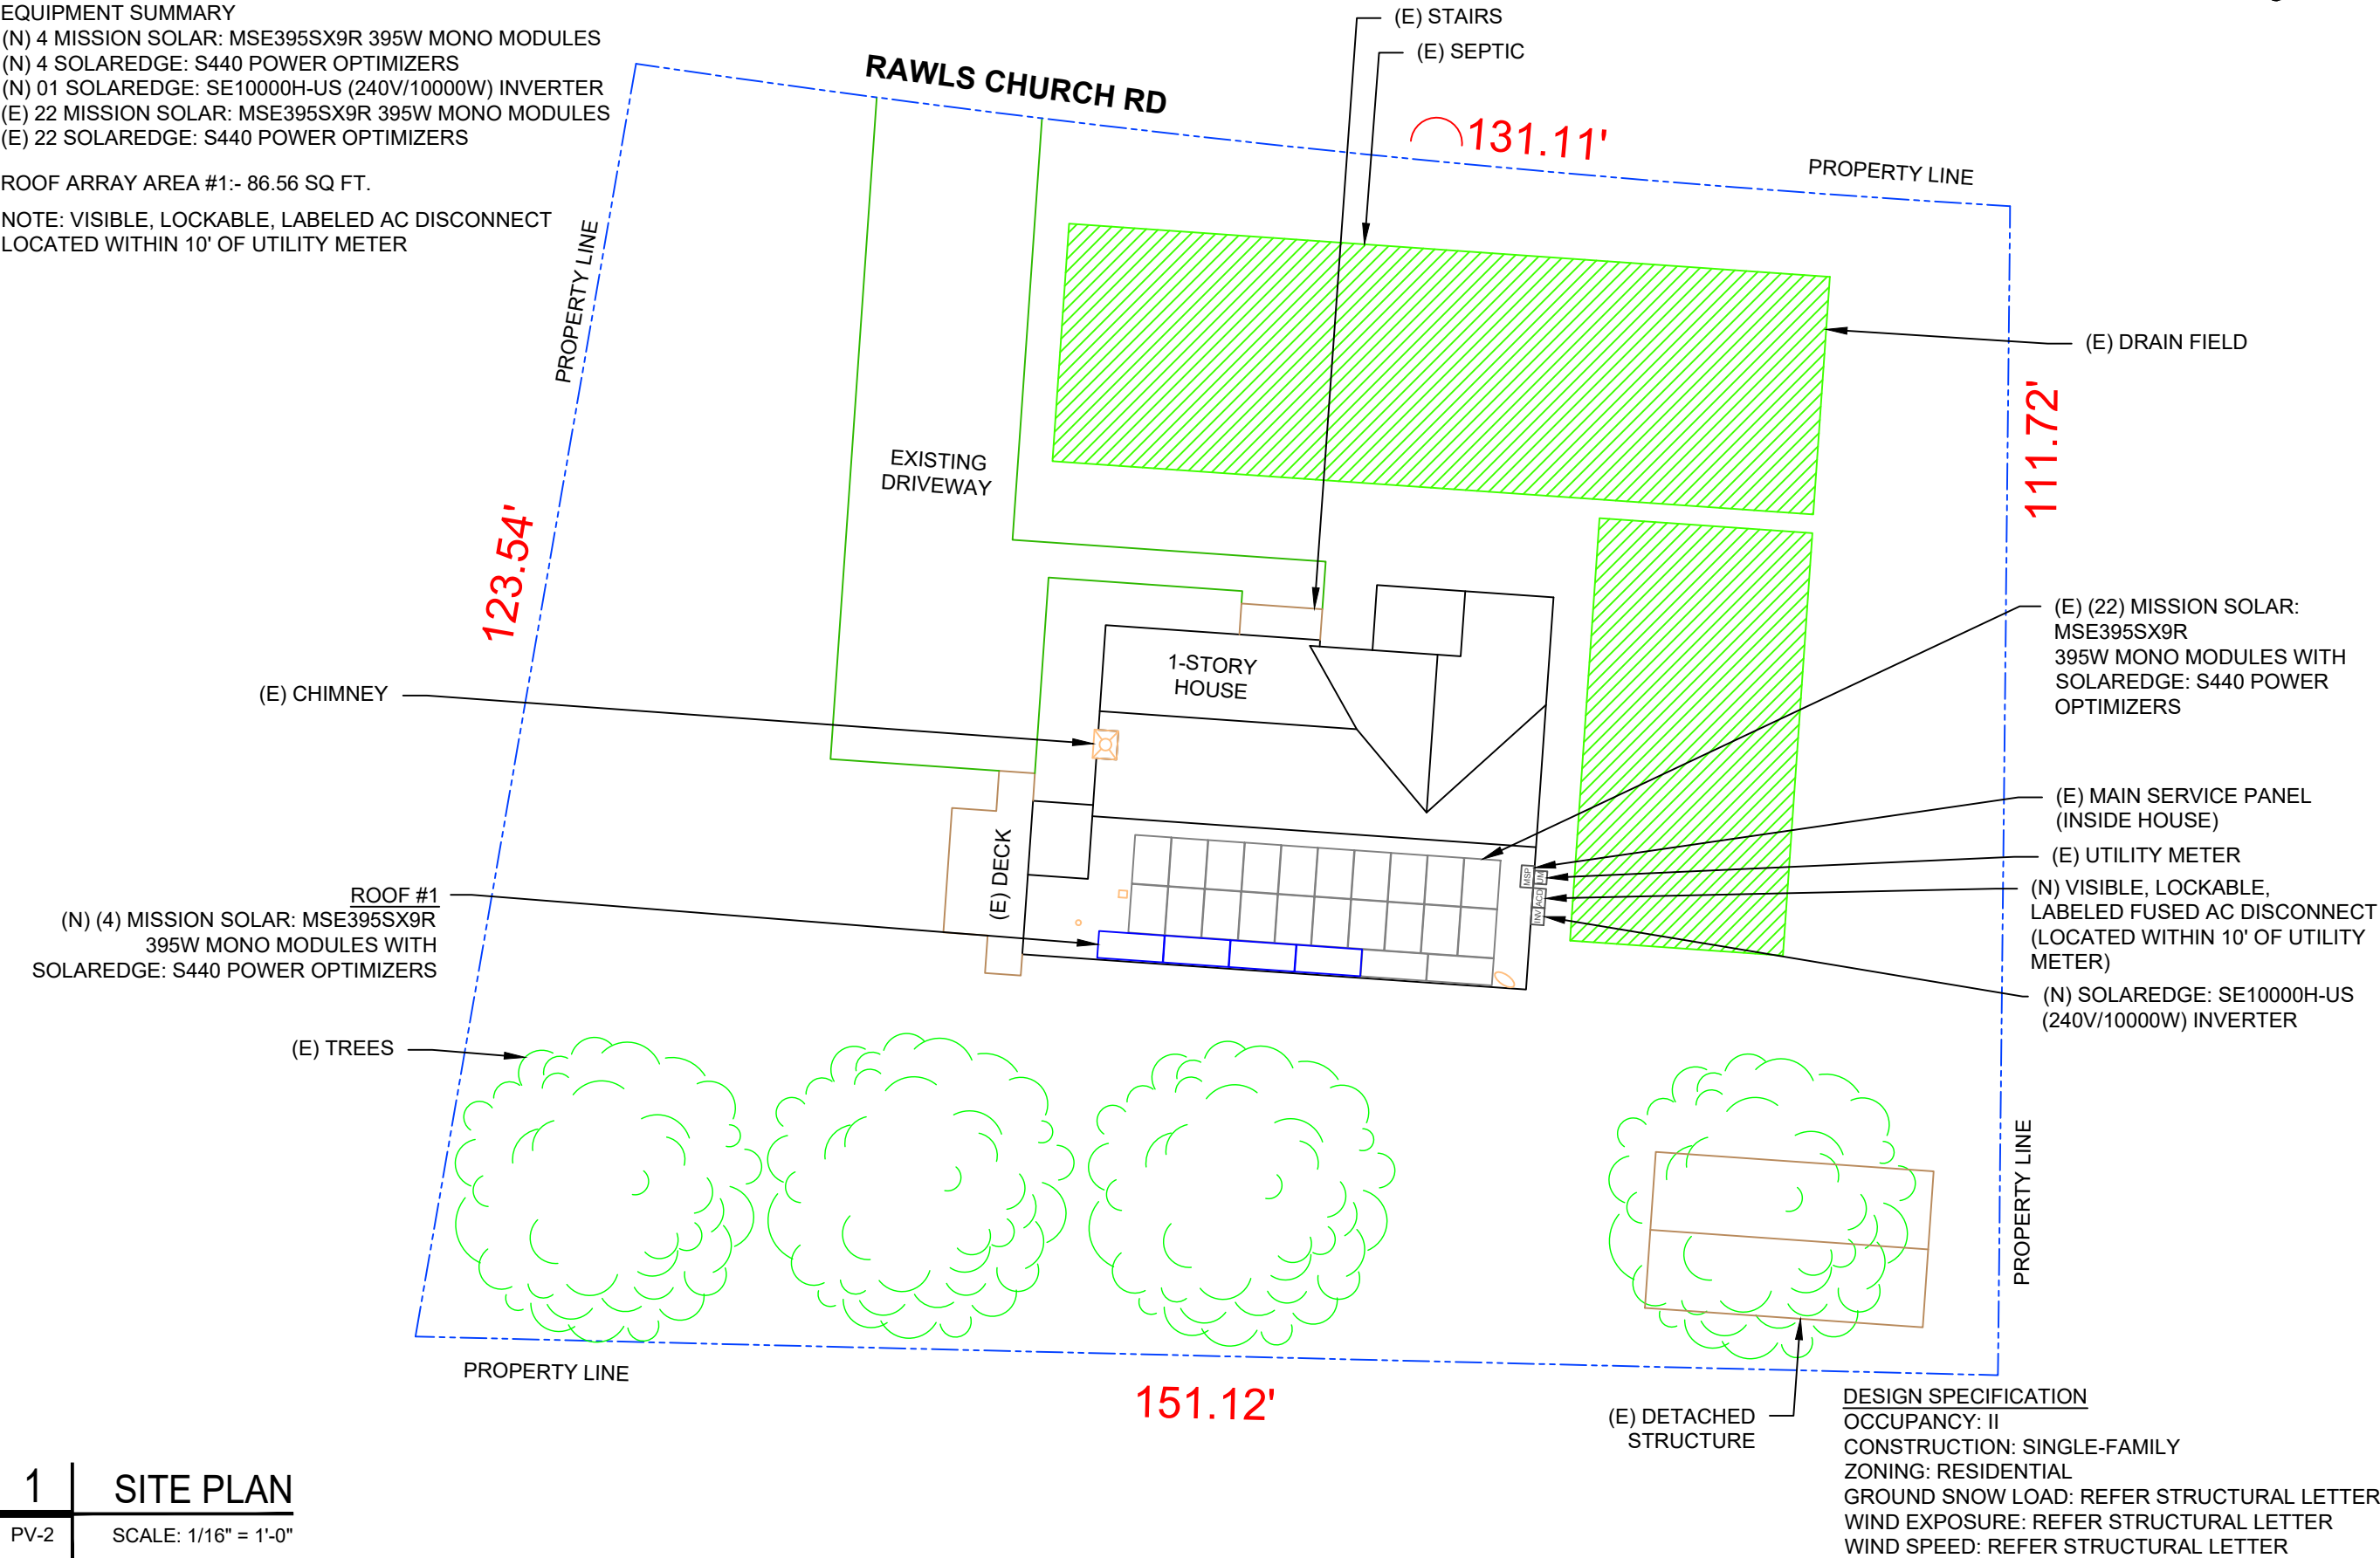 EQUIPMENT SUMMARY
(N) 4 MISSION SOLAR: MSE395SX9R 395W MONO MODULES
(N) 4 SOLAREDGE: S440 POWER OPTIMIZERS
(N) 01 SOLAREDGE: SE10000H-US (240V/10000W) INVERTER
(E) 22 MISSION SOLAR: MSE395SX9R 395W MONO MODULES
(E) 22 SOLAREDGE: S440 POWER OPTIMIZERS
ROOF ARRAY AREA #1:- 86.56 SQ FT.
NOTE: VISIBLE, LOCKABLE, LABELED AC DISCONNECT
LOCATED WITHIN 10' OF UTILITY METER
(E) STAIRS
(E) SEPTIC
RAWLS CHURCH RD
131.11'
PROPERTY LINE
PROPERTY LINE
(E) DRAIN FIELD
111.72'
EXISTING
DRIVEWAY
123.54'
(E) (22) MISSION SOLAR:
MSE395SX9R
395W MONO MODULES WITH
SOLAREDGE: S440 POWER
OPTIMIZERS
1-STORY
HOUSE
(E) CHIMNEY
(E) MAIN SERVICE PANEL
(INSIDE HOUSE)
(E) UTILITY METER
MSP
UM
ACD
INV
(E) DECK
(N) VISIBLE, LOCKABLE,
LABELED FUSED AC DISCONNECT
(LOCATED WITHIN 10' OF UTILITY
METER)
ROOF #1
(N) (4) MISSION SOLAR: MSE395SX9R
395W MONO MODULES WITH
SOLAREDGE: S440 POWER OPTIMIZERS
(N) SOLAREDGE: SE10000H-US
(240V/10000W) INVERTER
(E) TREES
PROPERTY LINE
PROPERTY LINE
151.12'
(E) DETACHED
STRUCTURE
DESIGN SPECIFICATION
OCCUPANCY: II
CONSTRUCTION: SINGLE-FAMILY
ZONING: RESIDENTIAL
GROUND SNOW LOAD: REFER STRUCTURAL LETTER
WIND EXPOSURE: REFER STRUCTURAL LETTER
WIND SPEED: REFER STRUCTURAL LETTER
1
SITE PLAN
PV-2
SCALE: 1/16" = 1'-0"